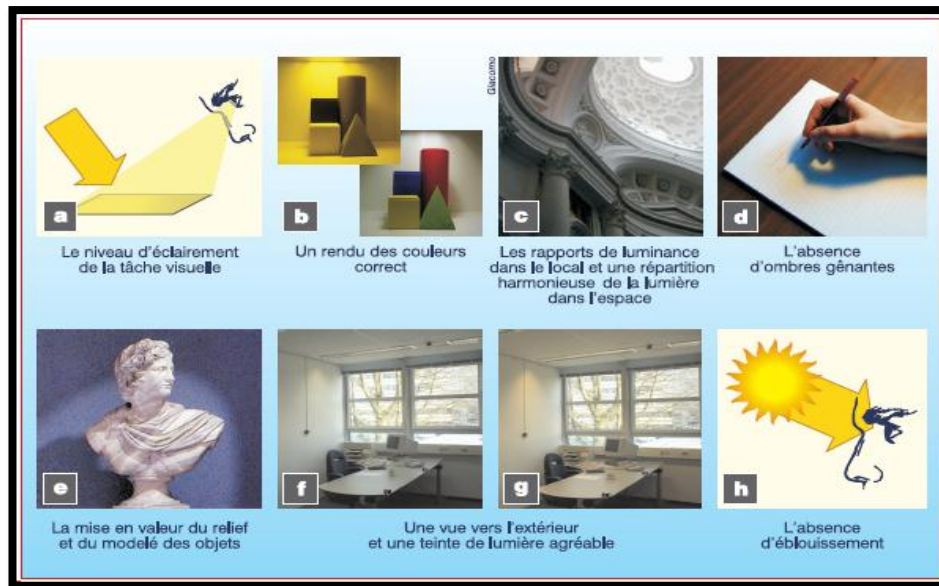 Giacomo
a
b
c
d
Le niveau d'éclairement
de la tâche visuelle
Un rendu des couleurs
correct
Les rapports de luminance
dans le local et une répartition
harmonieuse de la lumière
dans l'espace
L'absence
d'ombres gênantes
e
f
g
h
La mise en valeur du relief
et du modelé des objets
Une vue vers l'extérieur
et une teinte de lumière agréable
L'absence
d'éblouissement